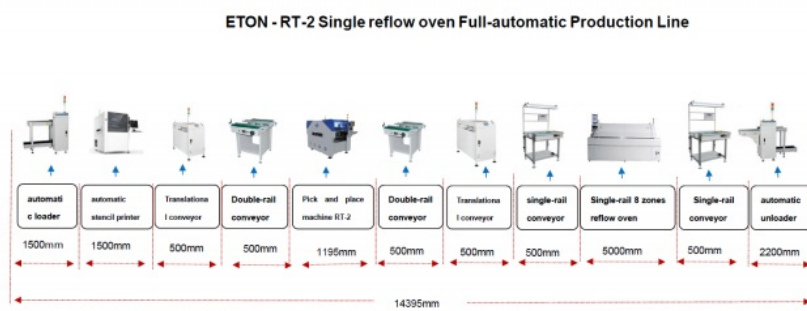 ETON - RT-2 Single reflow oven Full-automatic Production Line
automati
c loader
automatic
stencil printer
Translationa
l conveyor
Double-rail
conveyor
Pick and place
machine RT-2
Double-rail
conveyor
Translationa
l conveyor
single-rail
conveyor
Single-rail 8 zones
reflow oven
Single-rail
conveyor
automatic
unloader
1500mm
1500mm
500mm
500mm
1195mm
500mm
500mm
500mm
5000mm
500mm
2200mm
14395mm